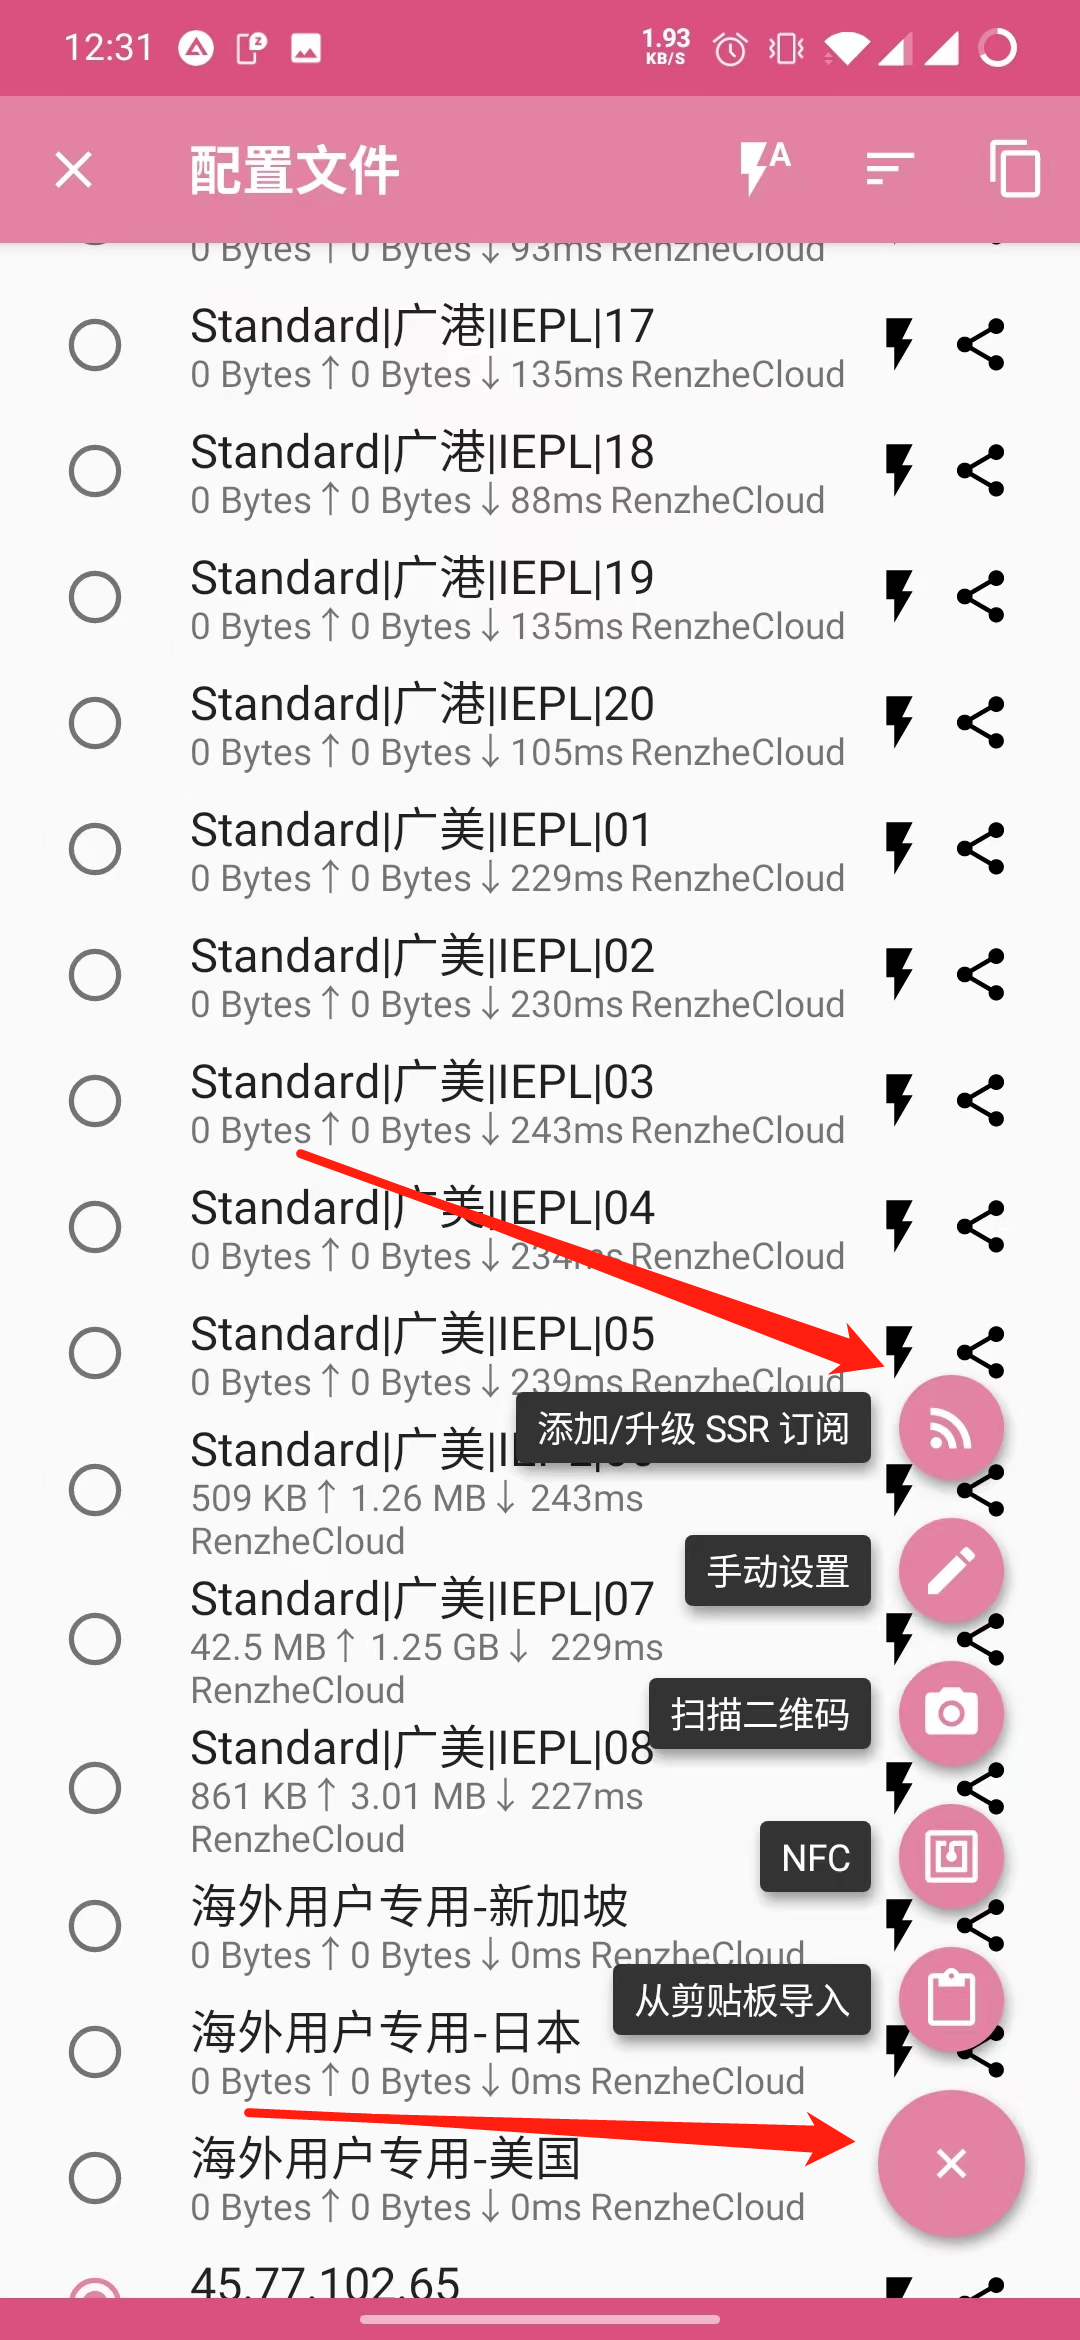 12:31
1.93
KB/S
配置文件
A
0 Bytes↑0 Bytes↓93ms RenzheCloud
Standard|广港|IEPL|17
0 Bytes↑0 Bytes↓135ms RenzheCloud
Standard|广港|IEPL|18
0 Bytes↑0 Bytes↓88ms RenzheCloud
Standard|广港|IEPL|19
0 Bytes↑0 Bytes↓135ms RenzheCloud
Standard|广港|IEPL|20
0 Bytes↑0 Bytes↓105ms RenzheCloud
Standard|广美|IEPL|01
0 Bytes↑0 Bytes↓229ms RenzheCloud
Standard|广美|IEPL|02
0 Bytes↑0 Bytes↓230ms RenzheCloud
Standard|广美|IEPL|03
0 Bytes↑0 Bytes↓243ms RenzheCloud
Standard|广美|IEPL|04
0 Bytes↑0 Bytes↓234ms RenzheCloud
Standard|广美|IEPL|05
0 Bytes↑0 Bytes↓239ms RenzheCloud
添加/升级 SSR 订阅
Standard|广美|
509 KB↑ 1.26 MB↓ 243ms
RenzheCloud
手动设置
Standard|广美|IEPL|07
42.5 MB↑ 1.25 GB↓ 229ms
RenzheCloud
扫描二维码
Standard|广美|IEPL|08
861 KB↑ 3.01 MB↓ 227ms
RenzheCloud
NFC
海外用户专用-新加坡
0 Bytes↑0 Bytes↓0ms RenzheCloud
从剪贴板导入
海外用户专用-日本
0 Bytes↑0 Bytes↓0ms RenzheCloud
海外用户专用-美国
0 Bytes↑0 Bytes↓0ms RenzheCloud
45.77.102.65